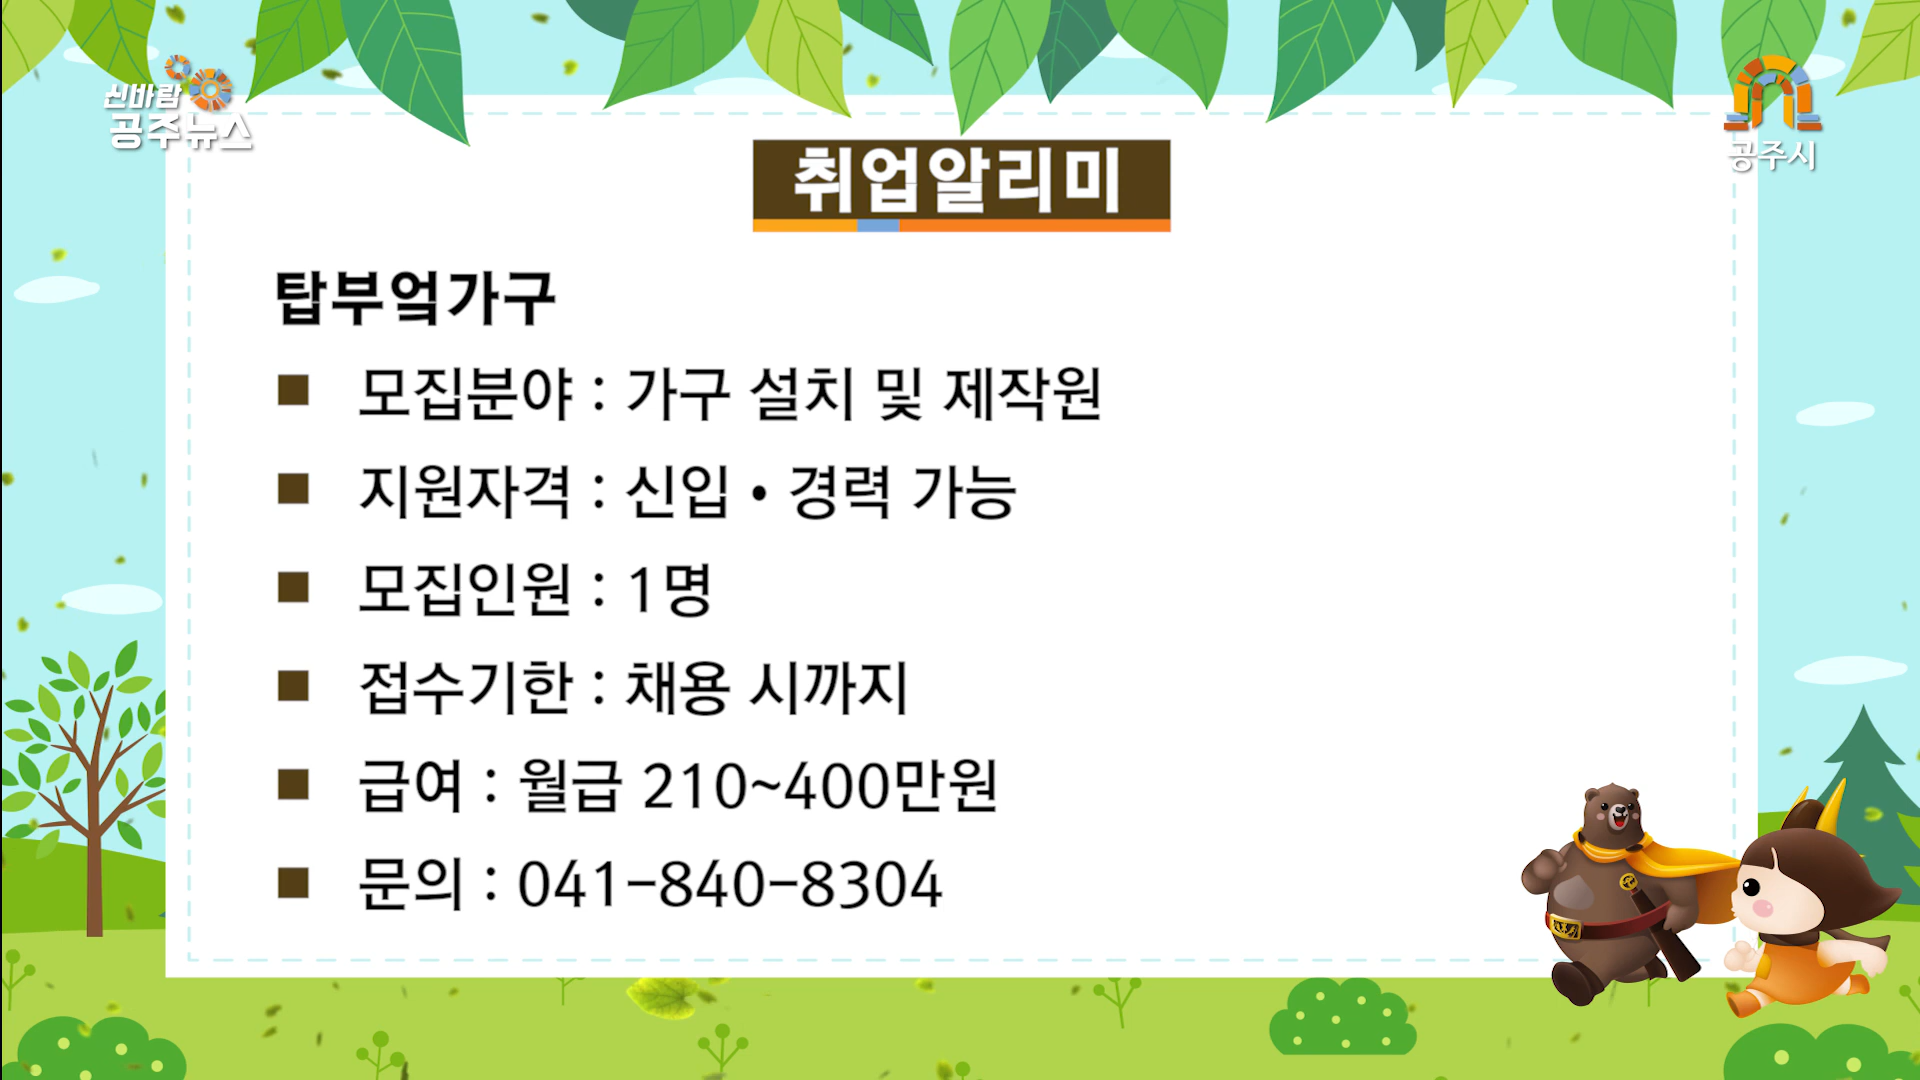 신바람
공주뉴스
공주시
취업알리미
탑부엌가구
■ 모집분야 : 가구 설치 및 제작원
■ 지원자격 : 신입 • 경력 가능
■ 모집인원 : 1명
■ 접수기한 : 채용 시까지
■ 급여 : 월급 210~400만원
■ 문의 : 041-840-8304